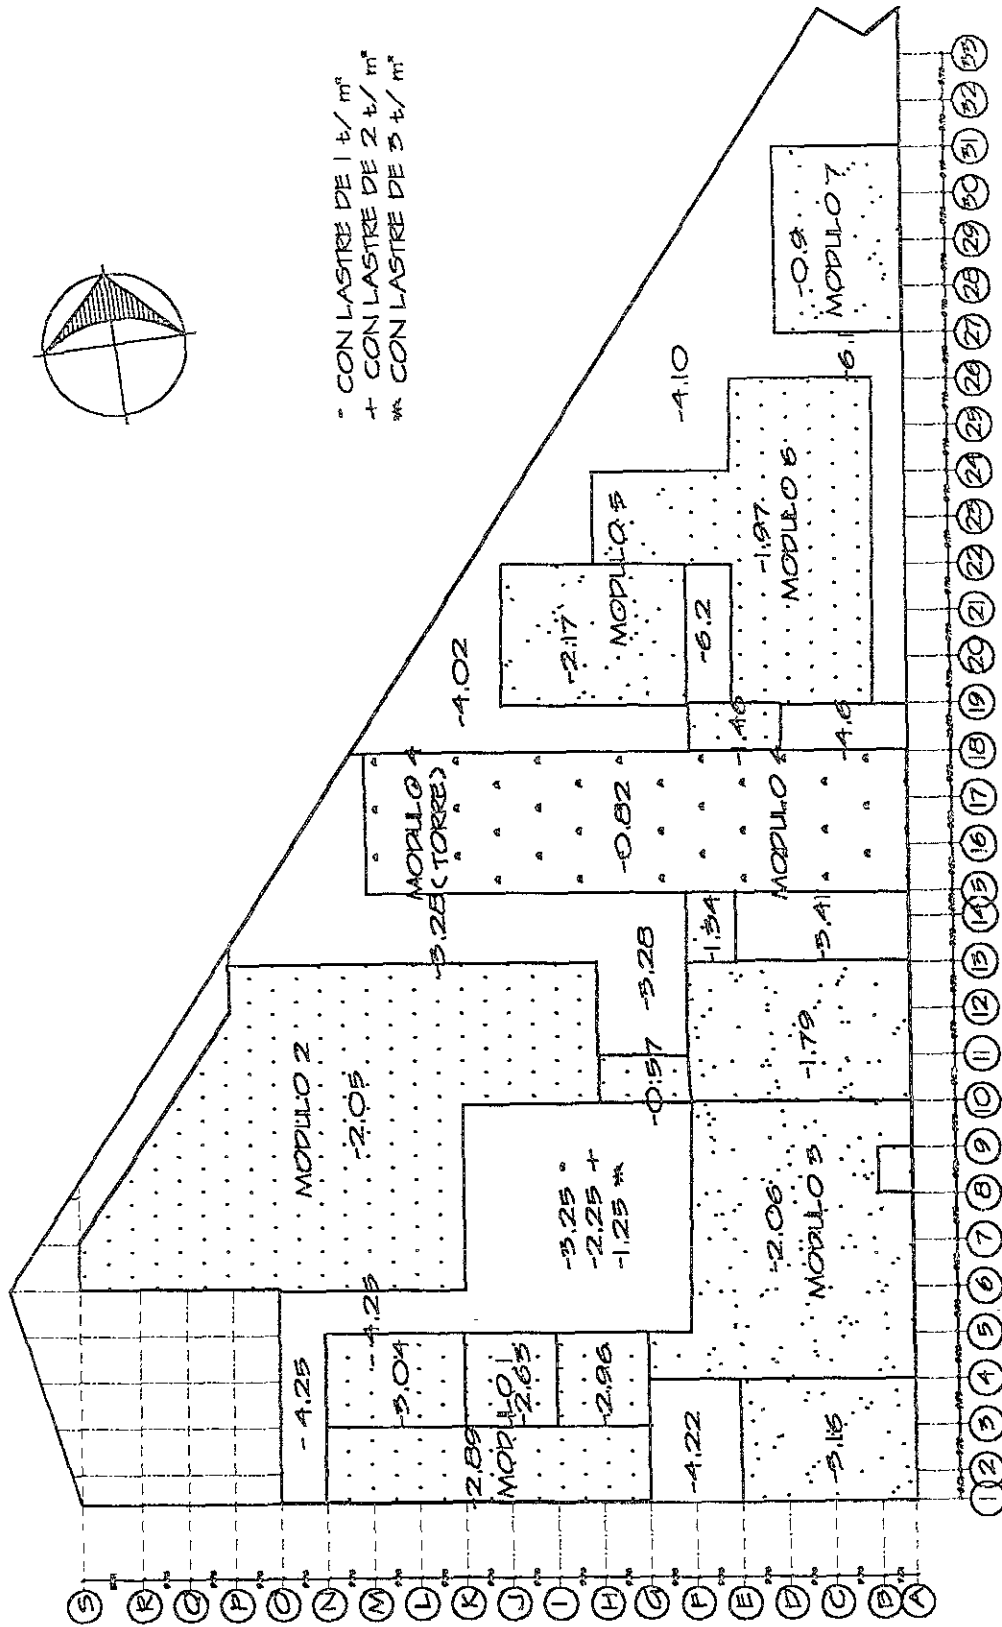 " CON LASTRE DE 1 t/m²
+ CON LASTRE DE 2 t/m²
* CON LASTRE DE 3 t/m²
S
R
Q
P
O
N
M
L
K
J
I
H
G
F
E
D
C
B
A
-4.25
-4.25
-3.04
-2.89
MODULO 1
-2.63
-2.96
-4.22
-3.16
MODULO 2
-2.05
-3.25 "
-2.25 +
-1.25 *
-2.06
MODULO 3
-0.57
-3.28
-1.79
-1.34
-3.41
MODULO 4
-3.28 (TORRE)
-0.82
MODULO 4
-4.02
-1.46
-4.6
-2.17
MODULO 5
-6.2
-1.97
MODULO 6
-4.10
-6.1
-0.9
MODULO 7
1 2 3 4 5 6 7 8 9 10 11 12 13 14 15 16 17 18 19 20 21 22 23 24 25 26 27 28 29 30 31 32 33